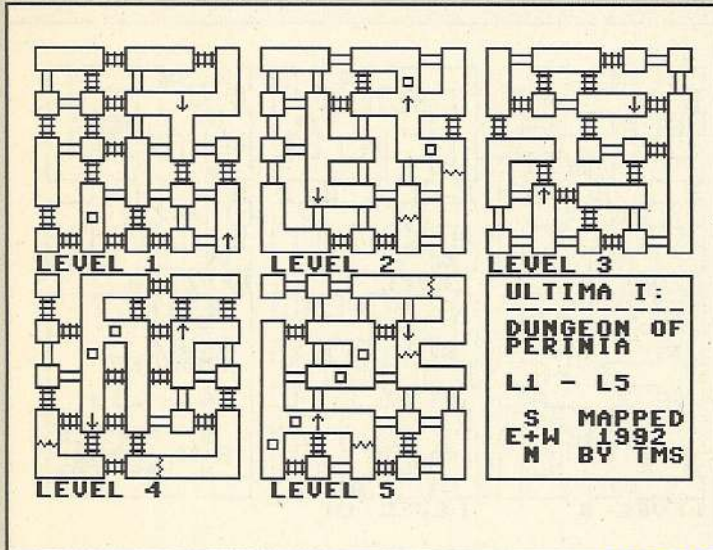 LEVEL 1
LEVEL 2
LEVEL 3
LEVEL 4
LEVEL 5
ULTIMA I:
DUNGEON OF
PERINIA
L1 - L5
S MAPPED
E+W 1992
N BY TMS